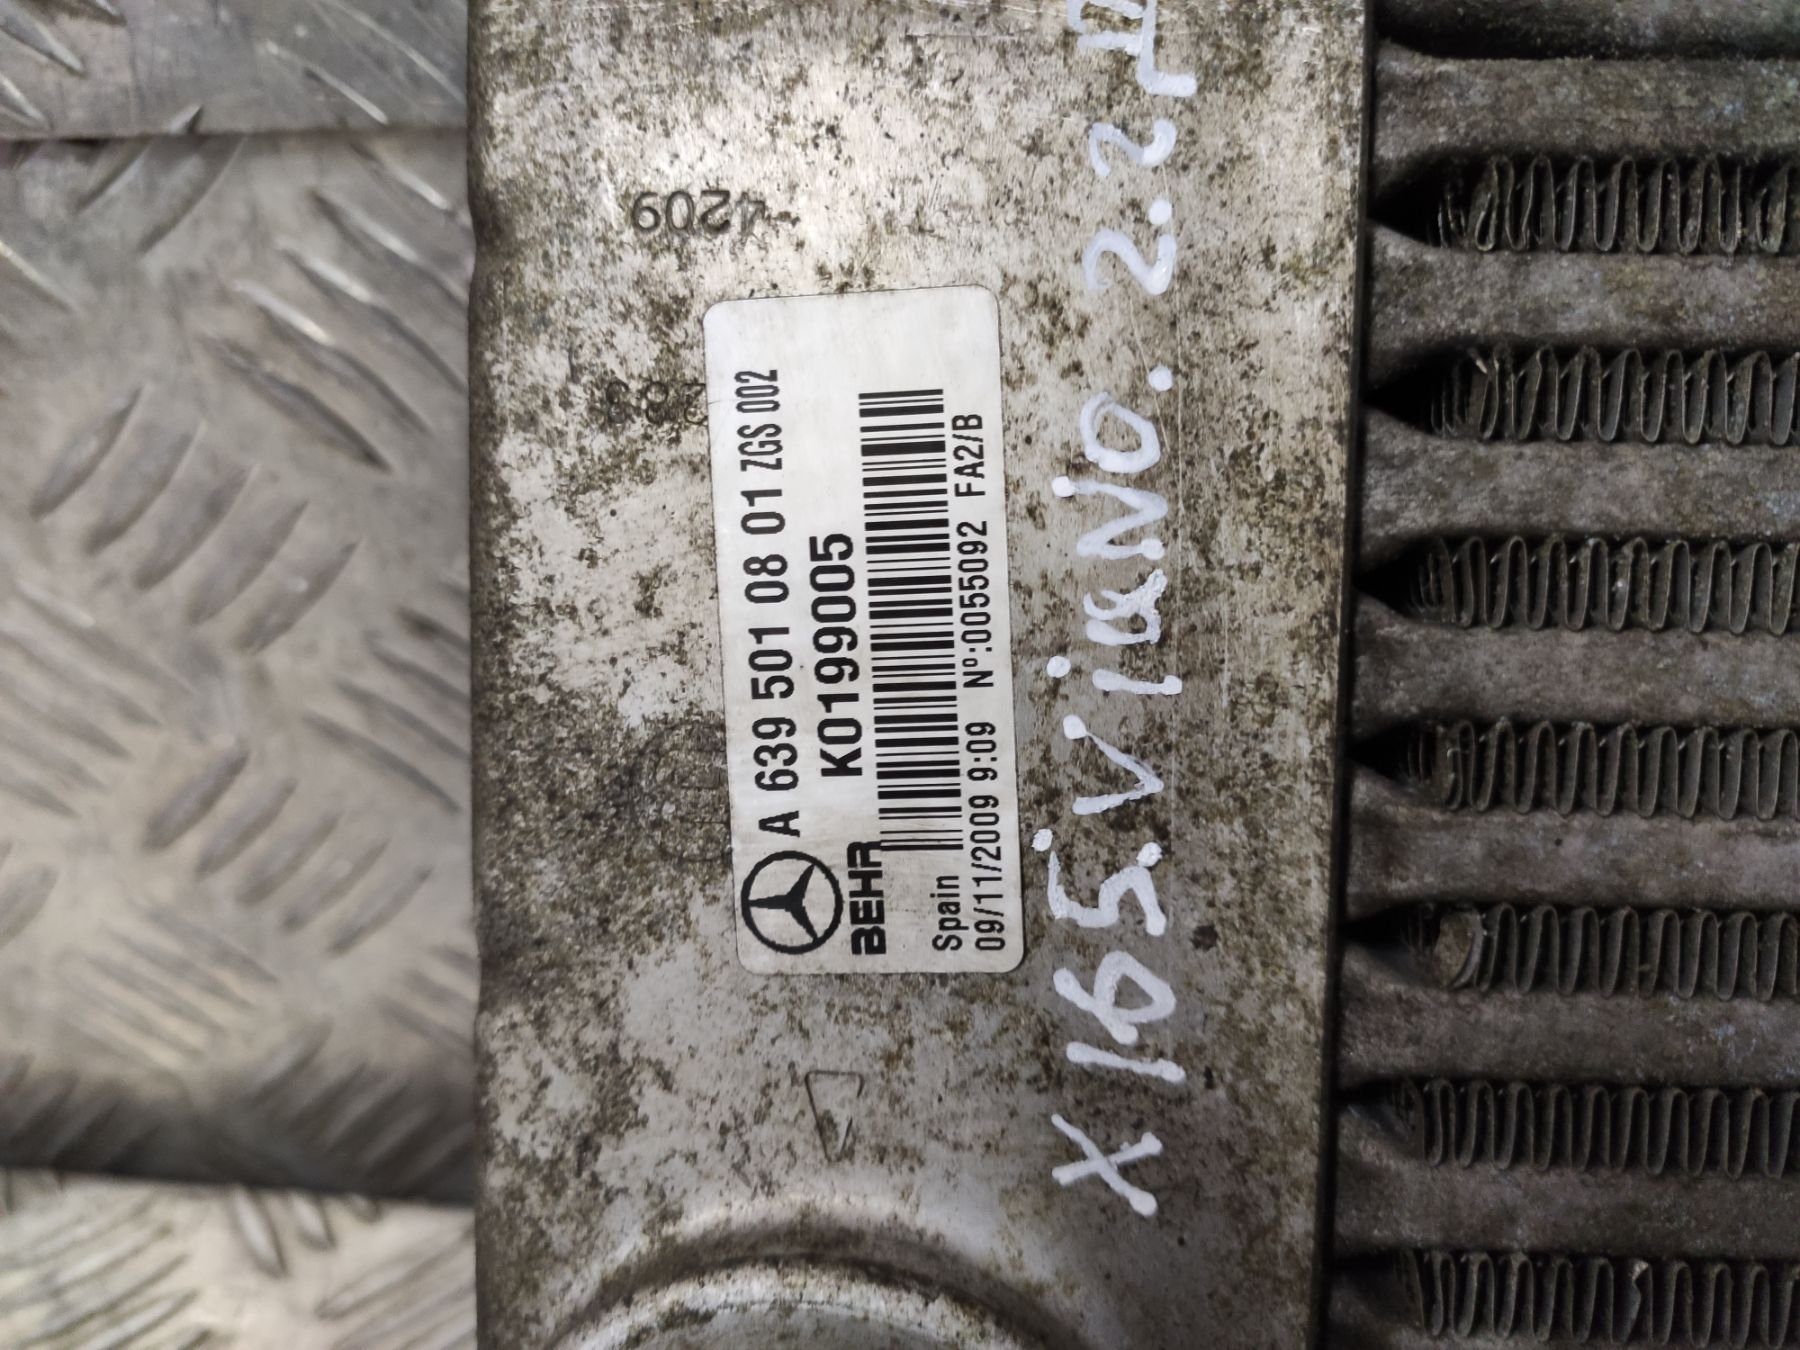 4209
A 639 501 08 01 ZGS 002
K0199005
BEHR
Spain
09/11/2009 9:09 Nº:0055092 FA2/B
X165.ViaNO.2.2